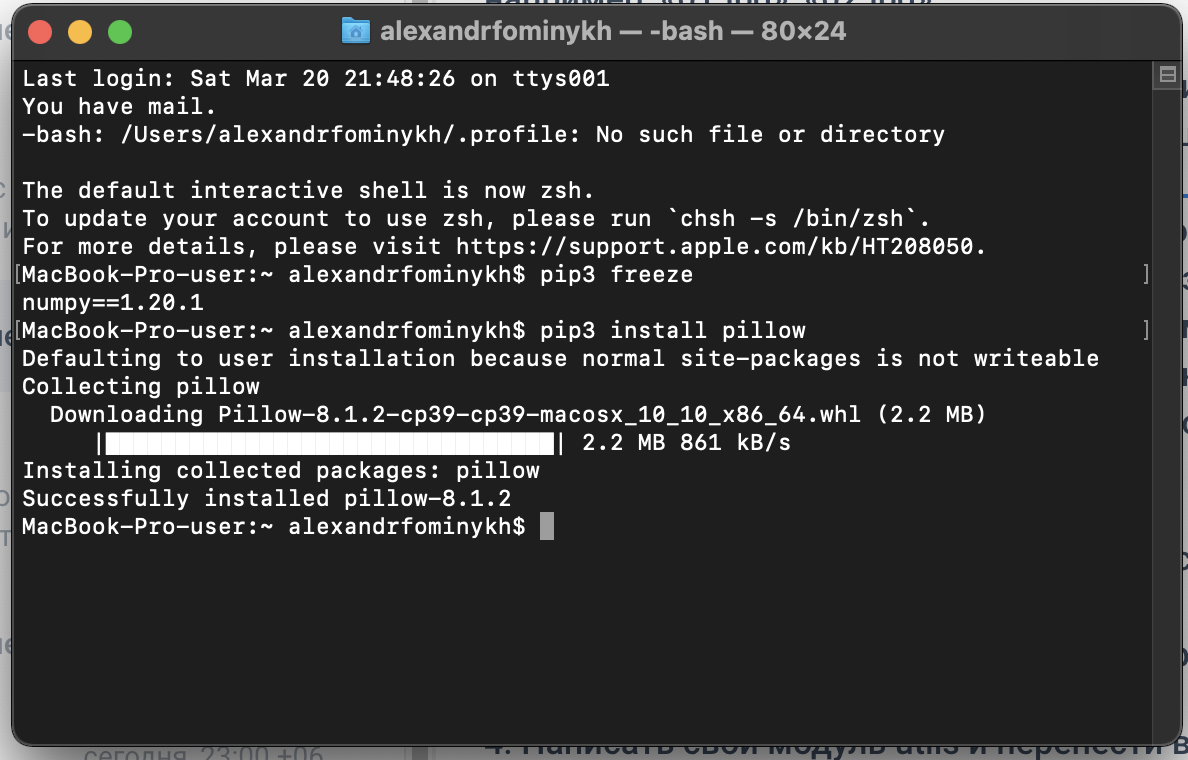 alexandrfominykh — -bash — 80×24
Last login: Sat Mar 20 21:48:26 on ttys001
You have mail.
-bash: /Users/alexandrfominykh/.profile: No such file or directory
The default interactive shell is now zsh.
To update your account to use zsh, please run `chsh -s /bin/zsh`.
For more details, please visit https://support.apple.com/kb/HT208050.
[MacBook-Pro-user:~ alexandrfominykh$ pip3 freeze ]
numpy==1.20.1
[MacBook-Pro-user:~ alexandrfominykh$ pip3 install pillow ]
Defaulting to user installation because normal site-packages is not writeable
Collecting pillow
Downloading Pillow-8.1.2-cp39-cp39-macosx_10_10_x86_64.whl (2.2 MB)
| | 2.2 MB 861 kB/s
Installing collected packages: pillow
Successfully installed pillow-8.1.2
MacBook-Pro-user:~ alexandrfominykh$
сегодня, 23:00 +06
4. Написать свой модуль utils и перенести в